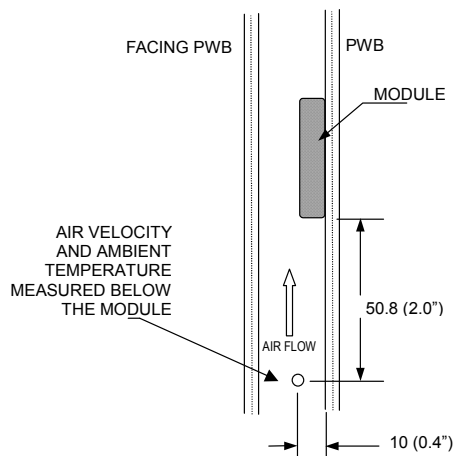 FACING PWB
PWB
MODULE
AIR VELOCITY
AND AMBIENT
TEMPERATURE
MEASURED BELOW
THE MODULE
50.8 (2.0")
AIR FLOW
10 (0.4")